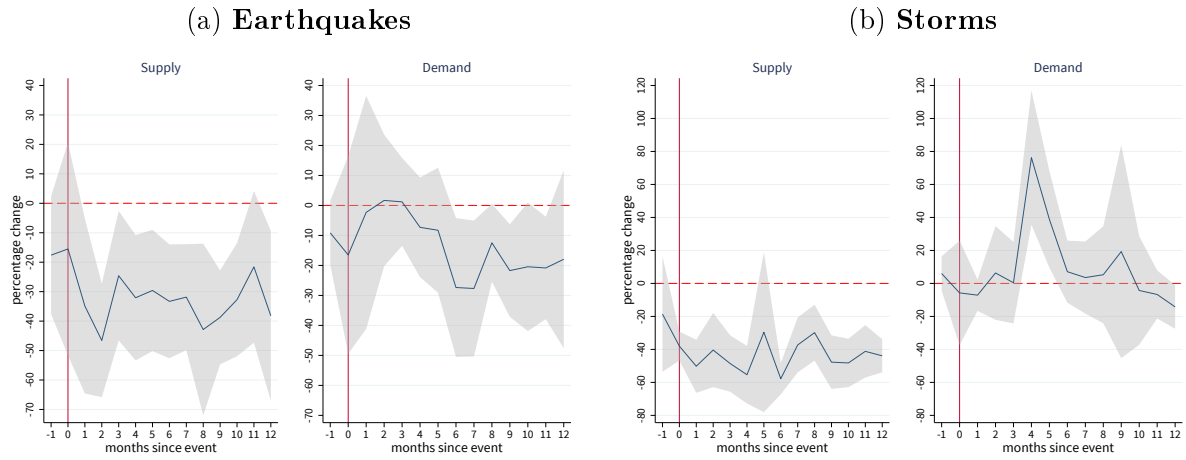 (a) Earthquakes
(b) Storms
Supply
Demand
Supply
Demand
percentage change
-70 -60 -50 -40 -30 -20 -10 0 10 20 30 40
-70 -60 -50 -40 -30 -20 -10 0 10 20 30 40
percentage change
-80 -60 -40 -20 0 20 40 60 80 100 120
-80 -60 -40 -20 0 20 40 60 80 100 120
-1 0 1 2 3 4 5 6 7 8 9 10 11 12
-1 0 1 2 3 4 5 6 7 8 9 10 11 12
-1 0 1 2 3 4 5 6 7 8 9 10 11 12
-1 0 1 2 3 4 5 6 7 8 9 10 11 12
months since event
months since event
months since event
months since event